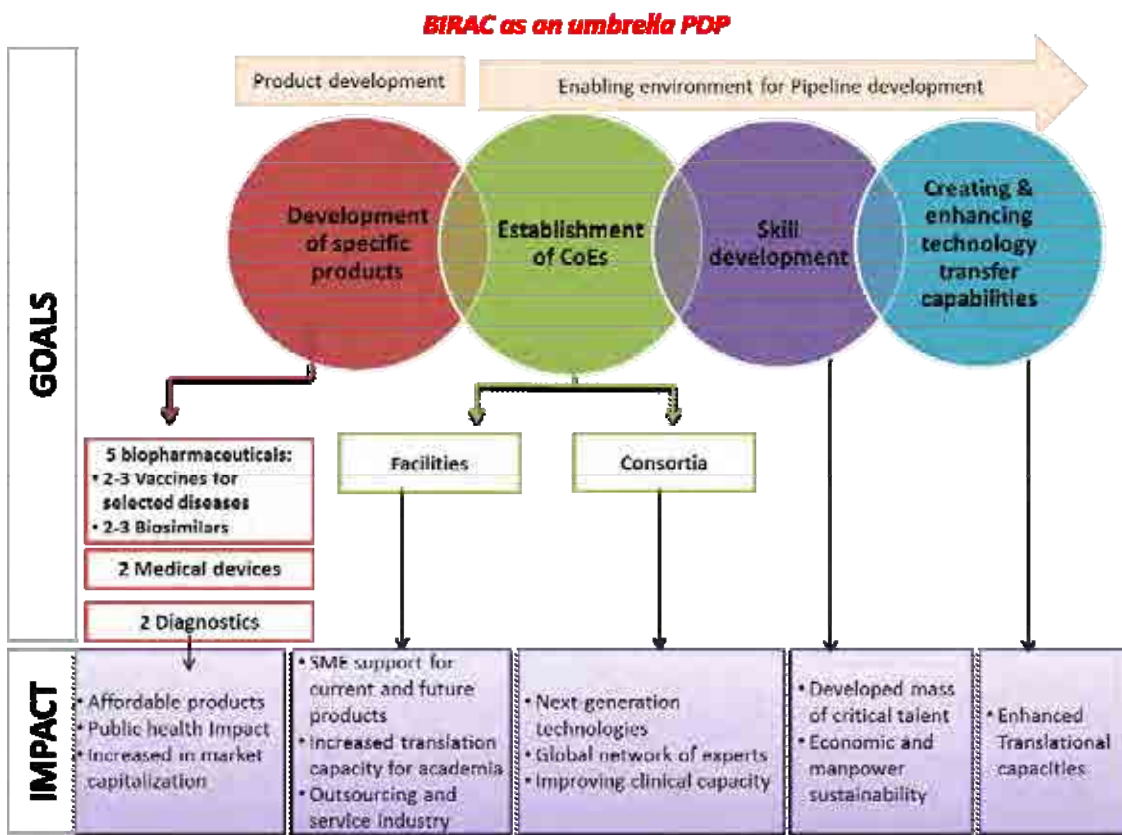 BIRAC as an umbrella PDP
Product development
Enabling environment for Pipeline development
GOALS
Development
of specific
products
Establishment
of CoEs
Skill
development
Creating &
enhancing
technology
transfer
capabilities
5 biopharmaceuticals:
• 2-3 Vaccines for
selected diseases
• 2-3 Biosimilars
2 Medical devices
2 Diagnostics
Facilities
Consortia
IMPACT
• Affordable products
• Public health Impact
• Increased in market
capitalization
• SME support for
current and future
products
• Increased translation
capacity for academia
• Outsourcing and
service industry
• Next generation
technologies
• Global network of experts
• Improving clinical capacity
• Developed mass
of critical talent
• Economic and
manpower
sustainability
• Enhanced
Translational
capacities